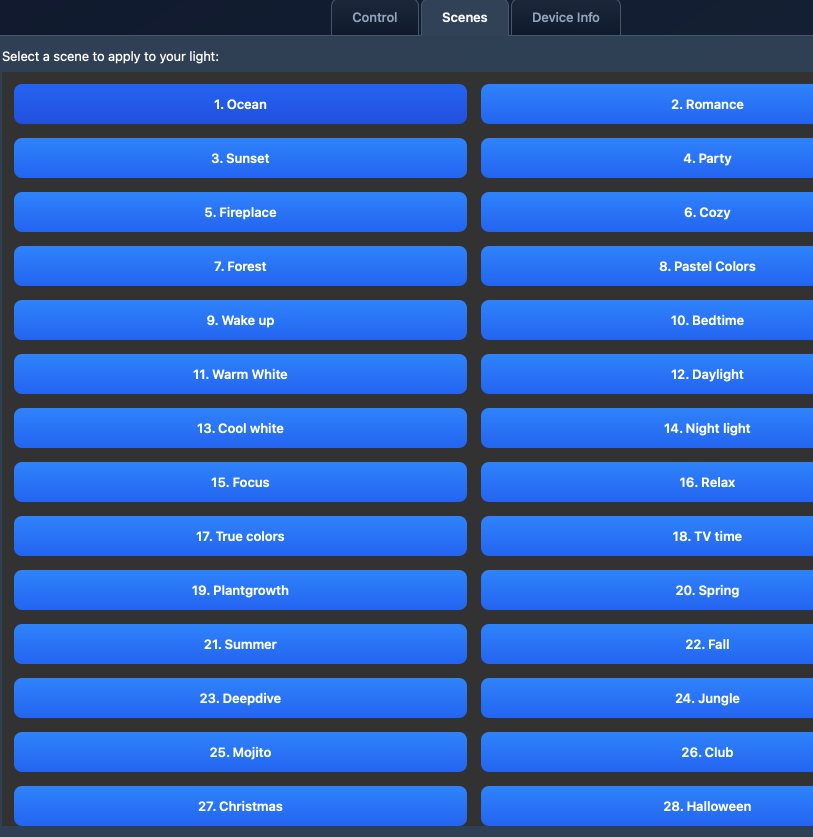 Control Scenes Device Info
Select a scene to apply to your light:
1. Ocean 2. Romance
3. Sunset 4. Party
5. Fireplace 6. Cozy
7. Forest 8. Pastel Colors
9. Wake up 10. Bedtime
11. Warm White 12. Daylight
13. Cool white 14. Night light
15. Focus 16. Relax
17. True colors 18. TV time
19. Plantgrowth 20. Spring
21. Summer 22. Fall
23. Deepdive 24. Jungle
25. Mojito 26. Club
27. Christmas 28. Halloween